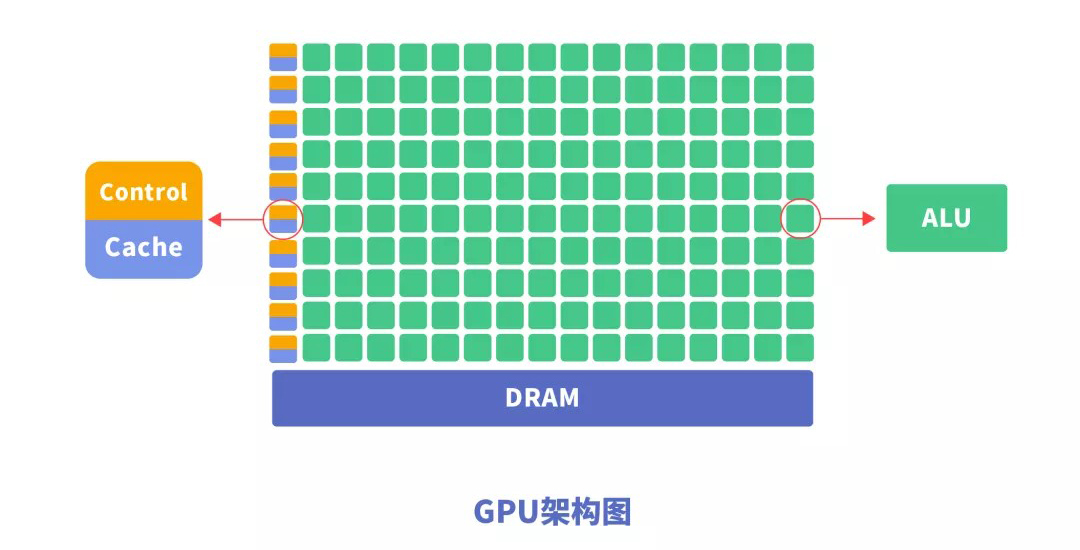 Control
Cache
ALU
DRAM
GPU架构图